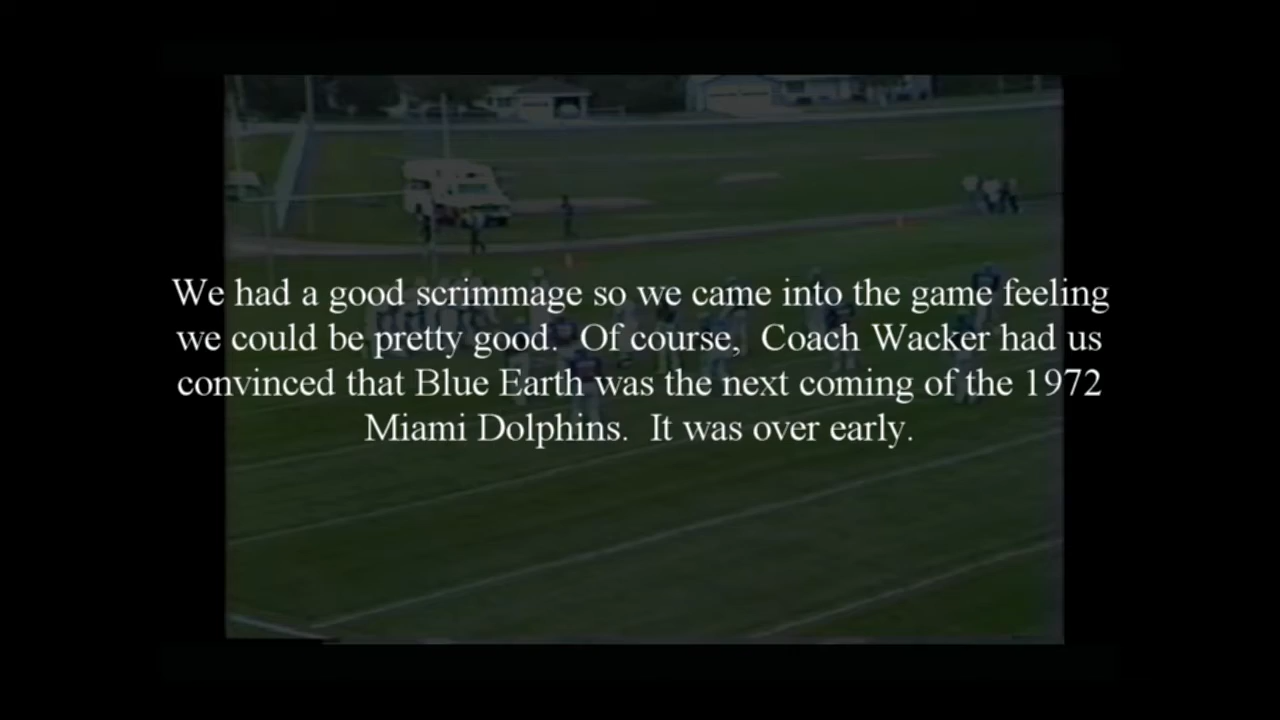 We had a good scrimmage so we came into the game feeling
we could be pretty good.  Of course,  Coach Wacker had us
convinced that Blue Earth was the next coming of the 1972
Miami Dolphins.  It was over early.